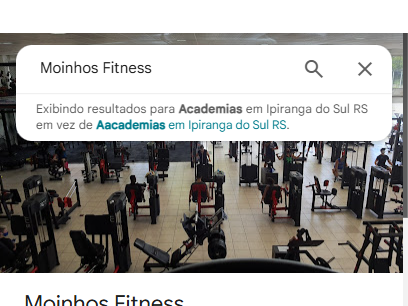 Moinhos Fitness
Exibindo resultados para Academias em Ipiranga do Sul RS
em vez de Aacademias em Ipiranga do Sul RS.
Moinhos Fitness